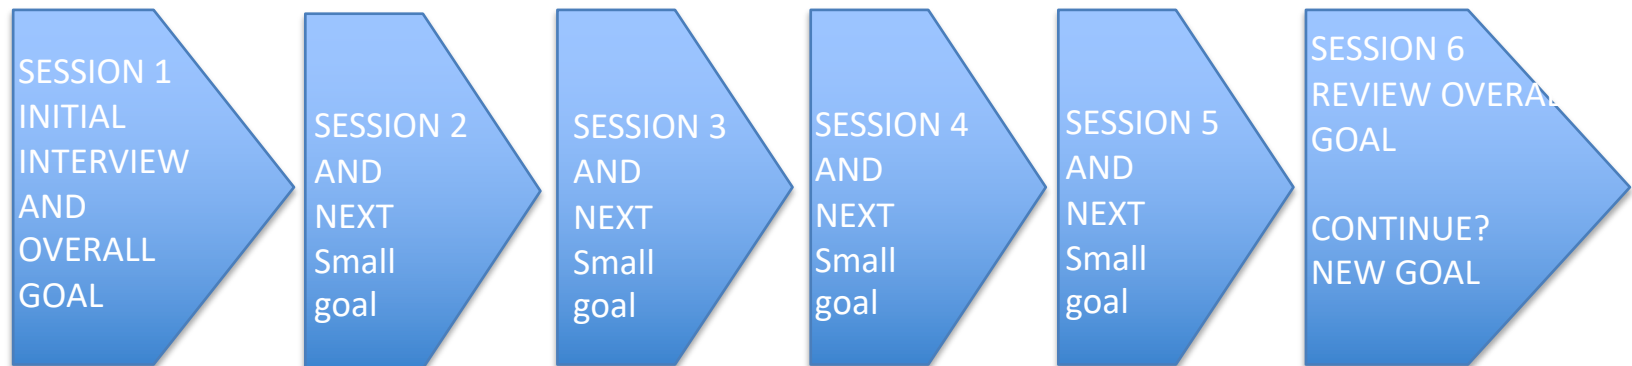 SESSION 1
INITIAL
INTERVIEW
AND
OVERALL
GOAL
SESSION 2
AND
NEXT
Small
goal
SESSION 3
AND
NEXT
Small
goal
SESSION 4
AND
NEXT
Small
goal
SESSION 5
AND
NEXT
Small
goal
SESSION 6
REVIEW OVERAL
GOAL
CONTINUE?
NEW GOAL